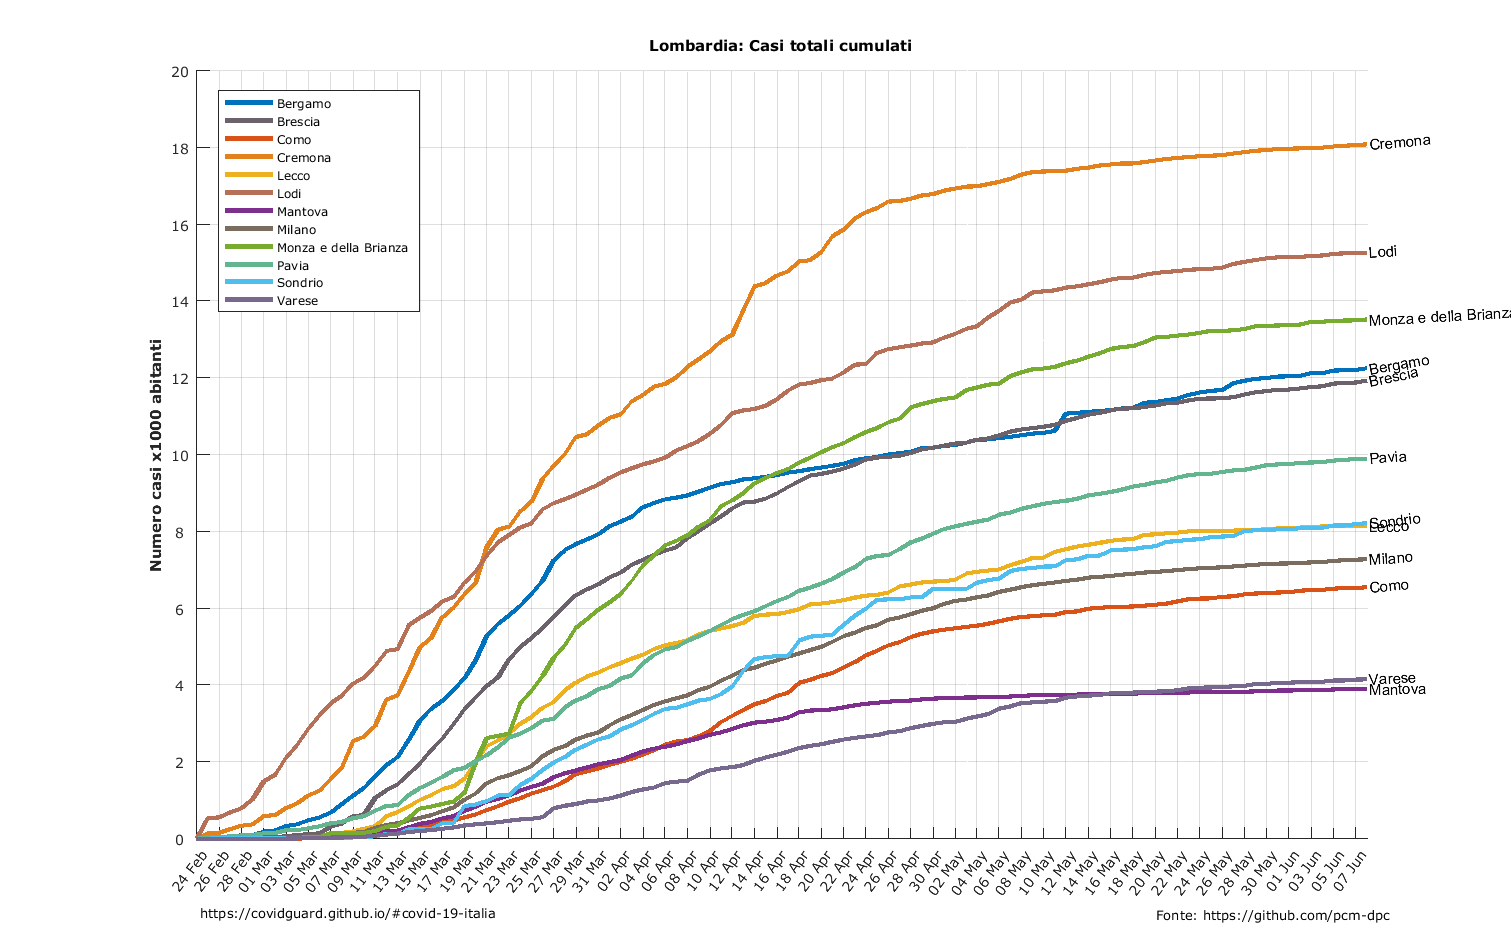 Lombardia: Casi totali cumulati
Numero casi x1000 abitanti
20
18
16
14
12
10
8
6
4
2
0
Bergamo
Brescia
Como
Cremona
Lecco
Lodi
Mantova
Milano
Monza e della Brianza
Pavia
Sondrio
Varese
Cremona
Lodi
Monza e della Brianza
Bergamo
Brescia
Pavia
Sondrio
Lecco
Milano
Como
Varese
Mantova
24 Feb
26 Feb
28 Feb
01 Mar
03 Mar
05 Mar
07 Mar
09 Mar
11 Mar
13 Mar
15 Mar
17 Mar
19 Mar
21 Mar
23 Mar
25 Mar
27 Mar
29 Mar
31 Mar
02 Apr
04 Apr
06 Apr
08 Apr
10 Apr
12 Apr
14 Apr
16 Apr
18 Apr
20 Apr
22 Apr
24 Apr
26 Apr
28 Apr
30 Apr
02 May
04 May
06 May
08 May
10 May
12 May
14 May
16 May
18 May
20 May
22 May
24 May
26 May
28 May
30 May
01 Jun
03 Jun
05 Jun
07 Jun
https://covidguard.github.io/#covid-19-italia
Fonte: https://github.com/pcm-dpc